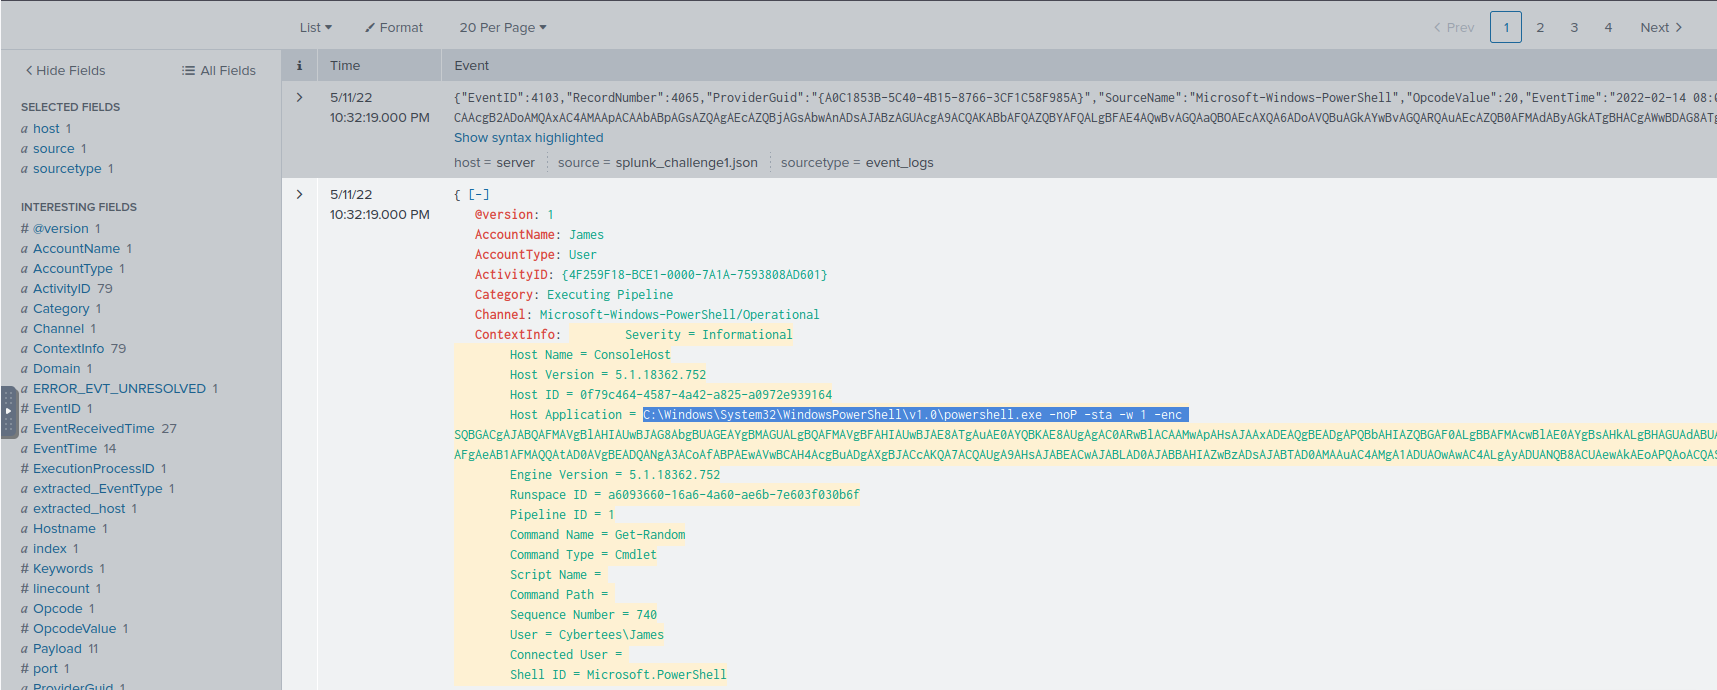 List Format 20 Per Page < Prev 1 2 3 4 Next >
< Hide Fields All Fields i Time Event
SELECTED FIELDS
a host 1
a source 1
a sourcetype 1
INTERESTING FIELDS
# @version 1
a AccountName 1
a AccountType 1
a ActivityID 79
a Category 1
a Channel 1
a ContextInfo 79
a Domain 1
a ERROR_EVT_UNRESOLVED 1
# EventID 1
a EventReceivedTime 27
a EventTime 14
# ExecutionProcessID 1
a extracted_EventType 1
a extracted_host 1
a Hostname 1
a index 1
# Keywords 1
# linecount 1
a Opcode 1
# OpcodeValue 1
a Payload 11
# port 1
a ProviderGuid 1
> 5/11/22
10:32:19.000 PM
{"EventID":4103,"RecordNumber":4065,"ProviderGuid":"{A0C1853B-5C40-4B15-8766-3CF1C58F985A}","SourceName":"Microsoft-Windows-PowerShell","OpcodeValue":20,"EventTime":"2022-02-14 08:
Show syntax highlighted
host = server source = splunk_challenge1.json sourcetype = event_logs
> 5/11/22
10:32:19.000 PM
{ [-]
@version: 1
AccountName: James
AccountType: User
ActivityID: {4F259F18-BCE1-0000-7A1A-7593808AD601}
Category: Executing Pipeline
Channel: Microsoft-Windows-PowerShell/Operational
ContextInfo: Severity = Informational
Host Name = ConsoleHost
Host Version = 5.1.18362.752
Host ID = 0f79c464-4587-4a42-a825-a0972e939164
Host Application = C:\Windows\System32\WindowsPowerShell\v1.0\powershell.exe -noP -sta -w 1 -enc
Engine Version = 5.1.18362.752
Runspace ID = a6093660-16a6-4a60-ae6b-7e603f030b6f
Pipeline ID = 1
Command Name = Get-Random
Command Type = Cmdlet
Script Name =
Command Path =
Sequence Number = 740
User = Cybertees\James
Connected User =
Shell ID = Microsoft.PowerShell